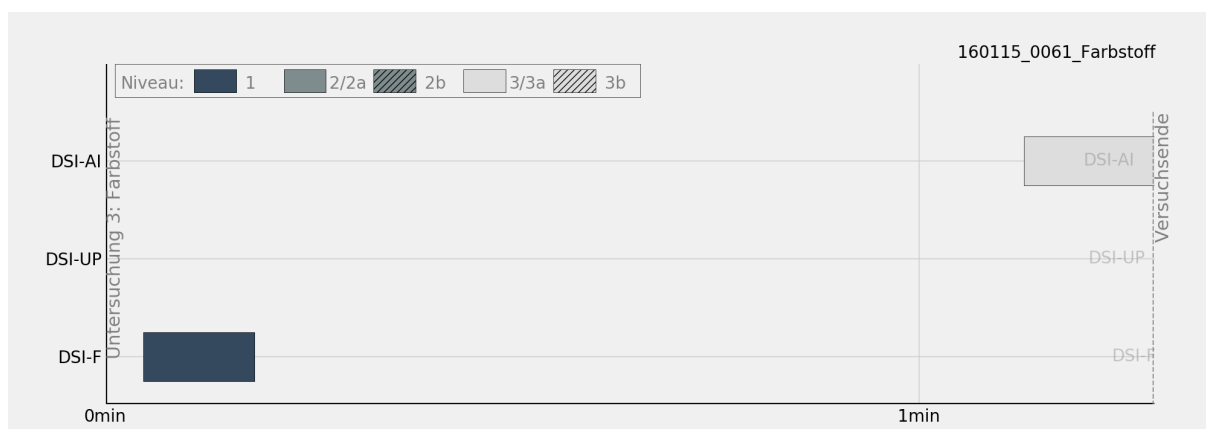 160115_0061_Farbstoff
Niveau: 1 2/2a 2b 3/3a 3b
Untersuchung 3: Farbstoff
Versuchsende
DSI-AI DSI-AI
DSI-UP DSI-UP
DSI-F DSI-F
0min 1min